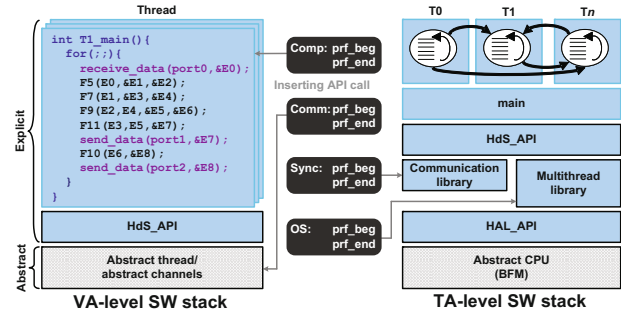 Thread
int T1_main(){
for(;;){
receive_data(port0,&E0);
F5(E0,&E1,&E2);
F7(E1,&E3,&E4);
F9(E2,E4,&E5,&E6);
F11(E3,E5,&E7);
send_data(port1,&E7);
F10(E6,&E8);
send_data(port2,&E8);
}
}
HdS_API
Abstract thread/
abstract channels
Explicit
Abstract
VA-level SW stack
Comp: prf_beg
prf_end
Inserting API call
Comm: prf_beg
prf_end
Sync: prf_beg
prf_end
OS: prf_beg
prf_end
T0
T1
Tn
main
HdS_API
Communication
library
Multithread
library
HAL_API
Abstract CPU
(BFM)
TA-level SW stack